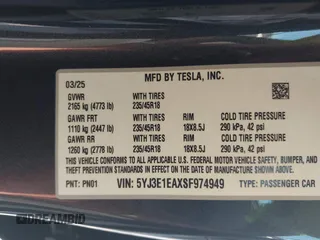 MFD BY TESLA, INC.
03/25
GVWR WITH TIRES
2165 kg (4773 lb) 235/45R18
GAWR FRT WITH TIRES RIM COLD TIRE PRESSURE
1110 kg (2447 lb) 235/45R18 18X8.5J 290 kPa, 42 psi
GAWR RR WITH TIRES RIM COLD TIRE PRESSURE
1260 kg (2778 lb) 235/45R18 18X8.5J 290 kPa, 42 psi
THIS VEHICLE CONFORMS TO ALL APPLICABLE U.S. FEDERAL MOTOR VEHICLE SAFETY, BUMPER, AND
THEFT PREVENTION STANDARDS IN EFFECT ON THE DATE OF MANUFACTURE SHOWN ABOVE.
PNT: PN01 VIN: 5YJ3E1EAXSF974949 TYPE: PASSENGER CAR
DREAMBID